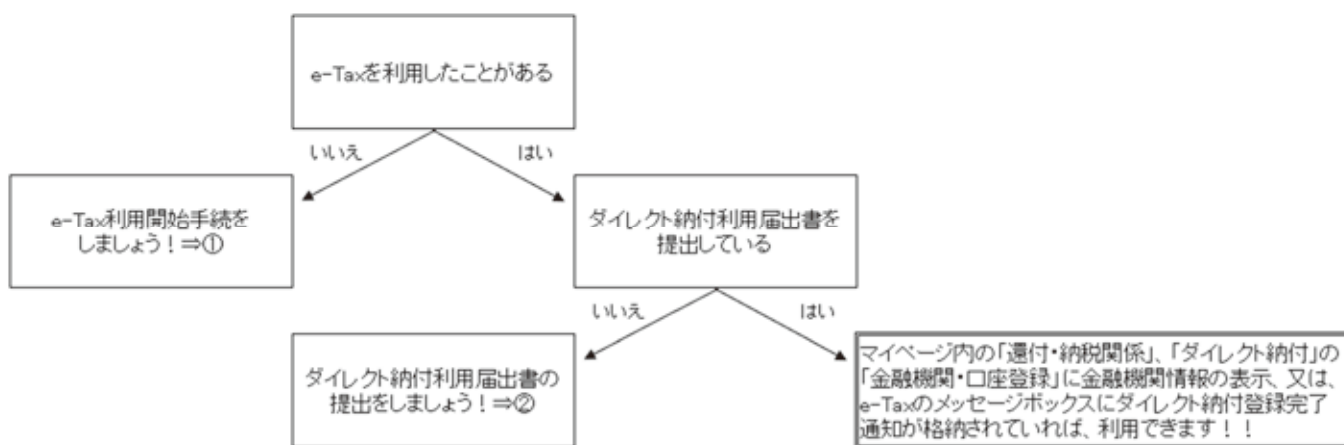 e-Taxを利用したことがある
いいえ
はい
e-Tax利用開始手続を
しましょう！⇒①
ダイレクト納付利用届出書を
提出している
いいえ
はい
ダイレクト納付利用届出書の
提出をしましょう！⇒②
マイページ内の「還付・納税関係」、「ダイレクト納付」の
「金融機関・口座登録」に金融機関情報の表示、又は、
e-Taxのメッセージボックスにダイレクト納付登録完了
通知が格納されていれば、利用できます！！